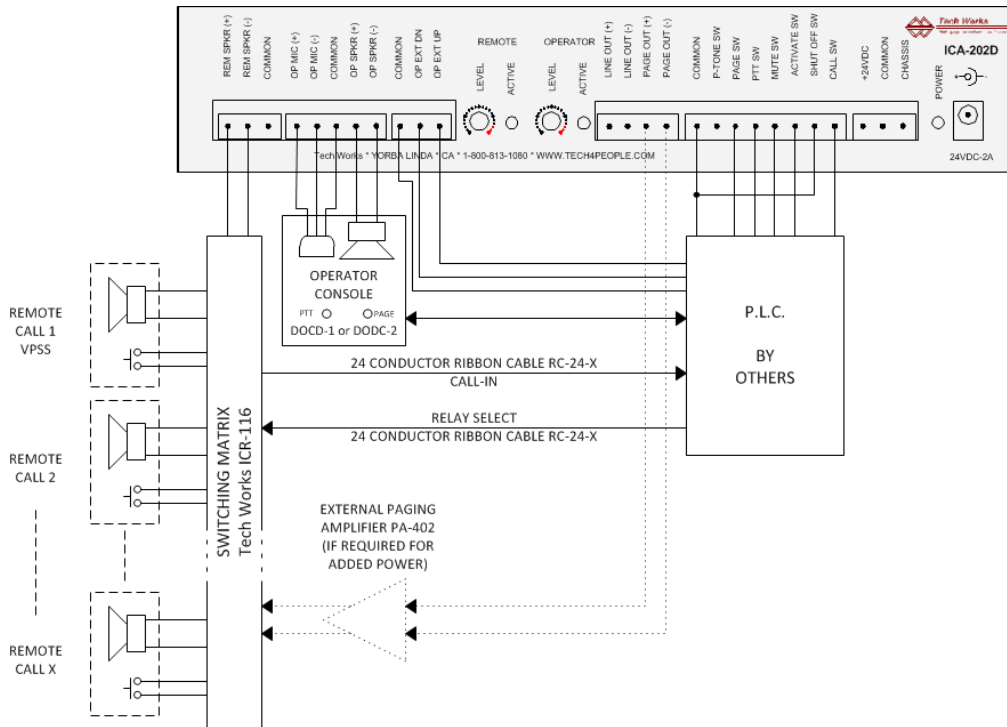 REM SPKR (+)
REM SPKR (-)
COMMON
OP MIC (+)
OP MIC (-)
COMMON
OP SPKR (+)
OP SPKR (-)
COMMON
OP EXT DN
OP EXT UP
REMOTE
LEVEL
ACTIVE
OPERATOR
LEVEL
ACTIVE
LINE OUT (+)
LINE OUT (-)
PAGE OUT (+)
PAGE OUT (-)
COMMON
P-TONE SW
PAGE SW
PTT SW
MUTE SW
ACTIVATE SW
SHUT OFF SW
CALL SW
+24VDC
COMMON
CHASSIS
POWER
Tech Works
ICA-202D
24VDC-2A
Tech Works * YORBA LINDA * CA * 1-800-813-1080 * WWW.TECH4PEOPLE.COM
OPERATOR
CONSOLE
PTT
PAGE
DOCD-1 or DODC-2
P.L.C.
BY
OTHERS
REMOTE
CALL 1
VPSS
REMOTE
CALL 2
REMOTE
CALL X
SWITCHING MATRIX
Tech Works ICR-116
24 CONDUCTOR RIBBON CABLE RC-24-X
CALL-IN
RELAY SELECT
24 CONDUCTOR RIBBON CABLE RC-24-X
EXTERNAL PAGING
AMPLIFIER PA-402
(IF REQUIRED FOR
ADDED POWER)